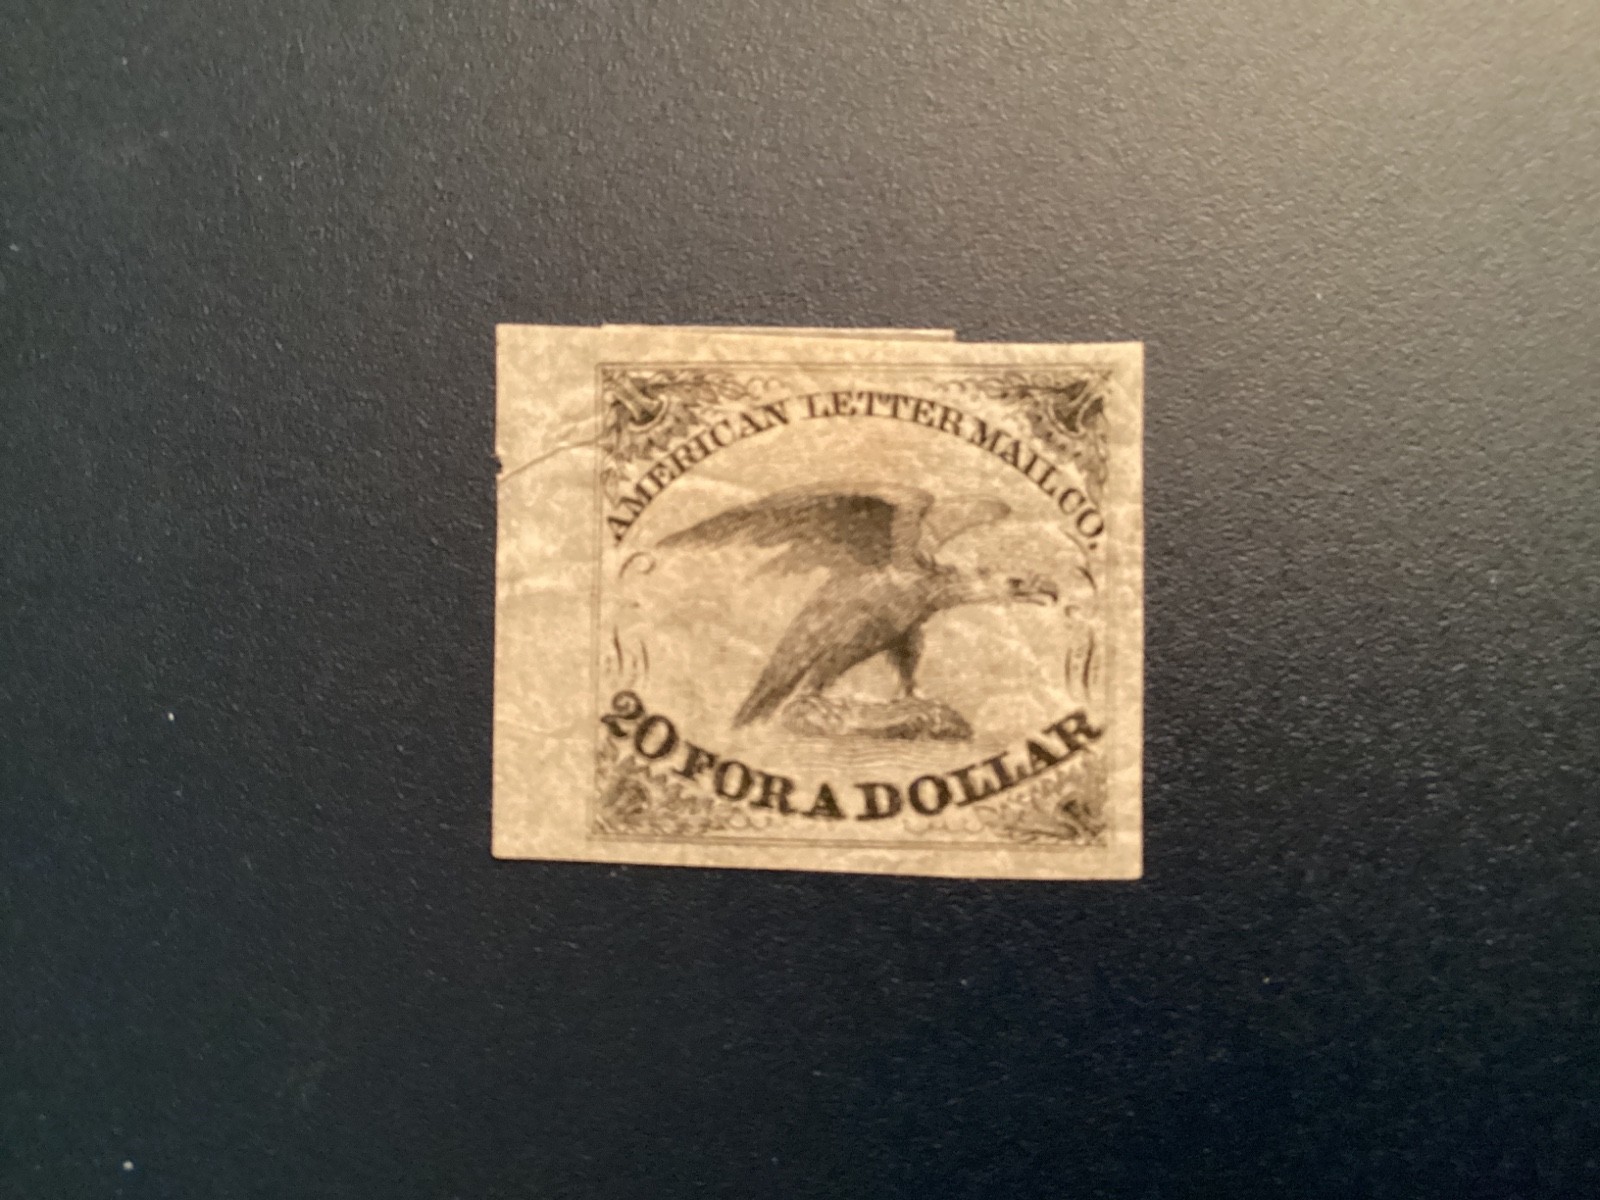 AMERICAN LETTER MAIL CO.
20 FOR A DOLLAR